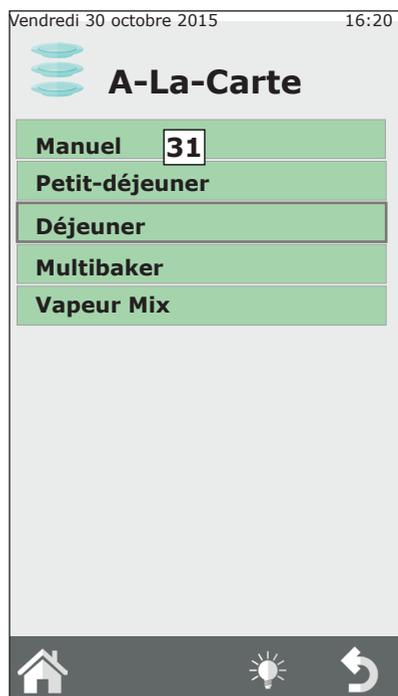 Vendredi 30 octobre 2015 16:20
A-La-Carte
Manuel 31
Petit-déjeuner
Déjeuner
Multibaker
Vapeur Mix